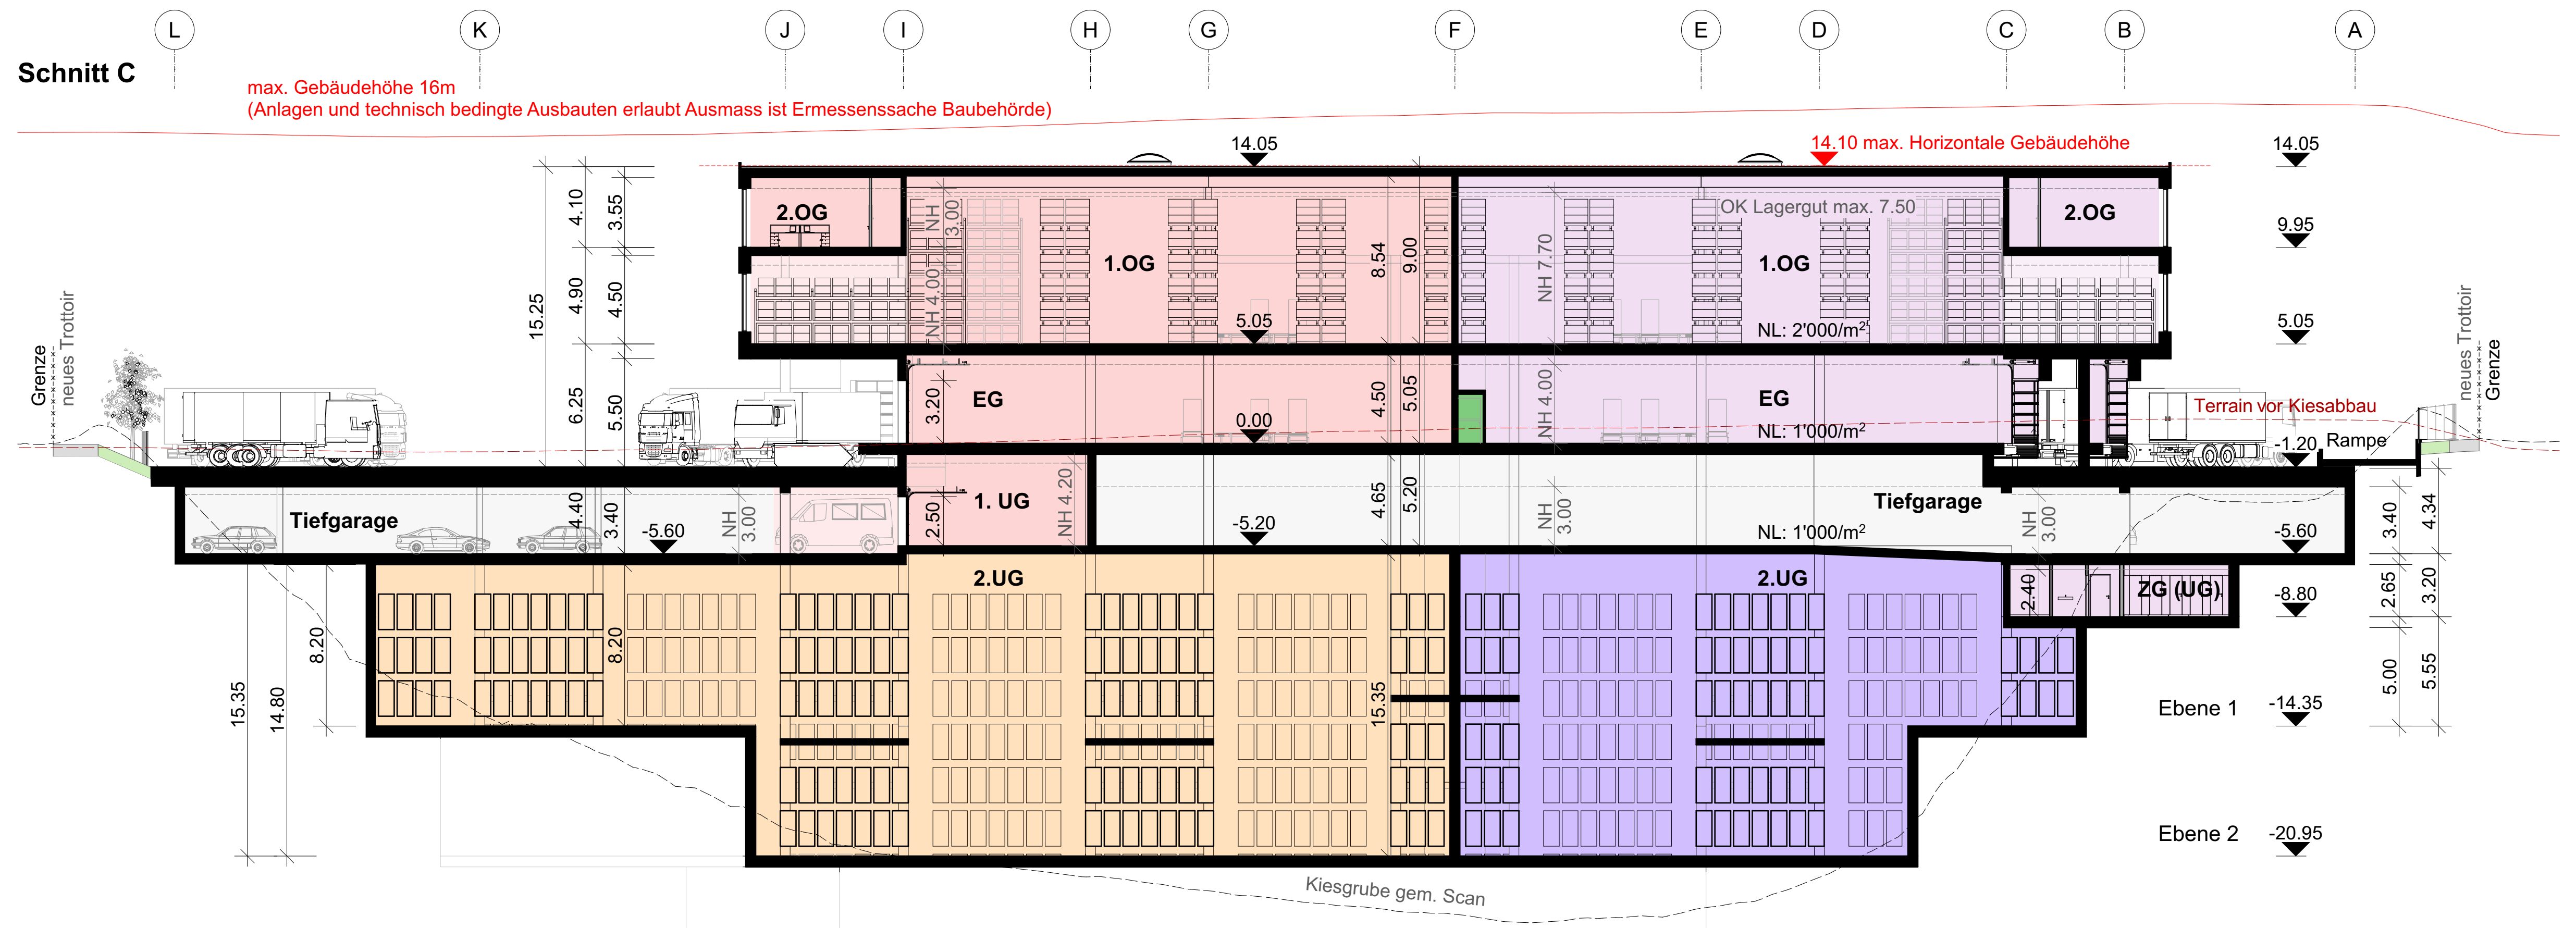 L K J I H G F E D C B A
Schnitt C
max. Gebäudehöhe 16m
(Anlagen und technisch bedingte Ausbauten erlaubt Ausmass ist Ermessenssache Baubehörde)
14.05
14.10 max. Horizontale Gebäudehöhe
14.05
15.25
4.10
3.55
4.90
4.50
6.25
5.50
2.OG
NH
3.00
NH 4.00
1.OG
5.05
8.54
9.00
NH 7.70
OK Lagergut max. 7.50
1.OG
NL: 2'000/m²
2.OG
9.95
5.05
Grenze
neues Trottoir
3.20
EG
0.00
4.50
5.05
NH 4.00
EG
NL: 1'000/m²
Terrain vor Kiesabbau
-1.20
Rampe
neues Trottoir
Grenze
Tiefgarage
4.40
3.40
-5.60
NH
3.00
2.50
1. UG
NH 4.20
-5.20
4.65
5.20
NH
3.00
NL: 1'000/m²
Tiefgarage
NH
3.00
-5.60
3.40
4.34
15.35
14.80
8.20
8.20
2.UG
15.35
2.UG
2.40
ZG (UG)
-8.80
2.65
3.20
5.00
5.55
Ebene 1
-14.35
Ebene 2
-20.95
Kiesgrube gem. Scan